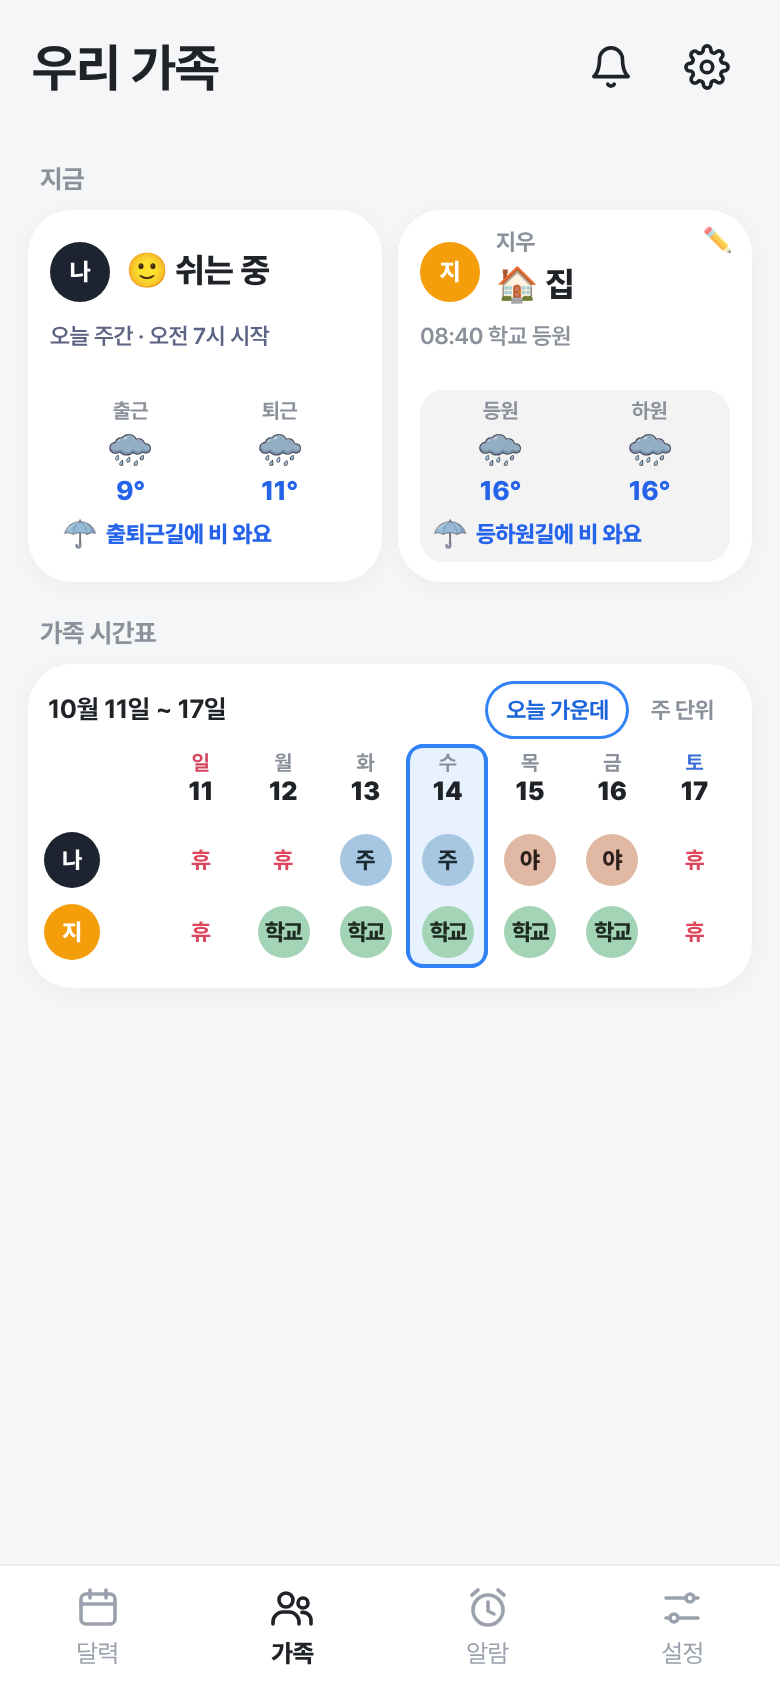 우리 가족
지금
나
🙂 쉬는 중
오늘 주간 · 오전 7시 시작
출근 퇴근
9° 11°
출퇴근길에 비 와요
지
지우
집
08:40 학교 등원
등원 하원
16° 16°
등하원길에 비 와요
가족 시간표
10월 11일 ~ 17일 오늘 가운데 주 단위
일 월 화 수 목 금 토
11 12 13 14 15 16 17
나 휴 휴 주 주 야 야 휴
지 휴 학교 학교 학교 학교 학교 휴
달력 가족 알람 설정